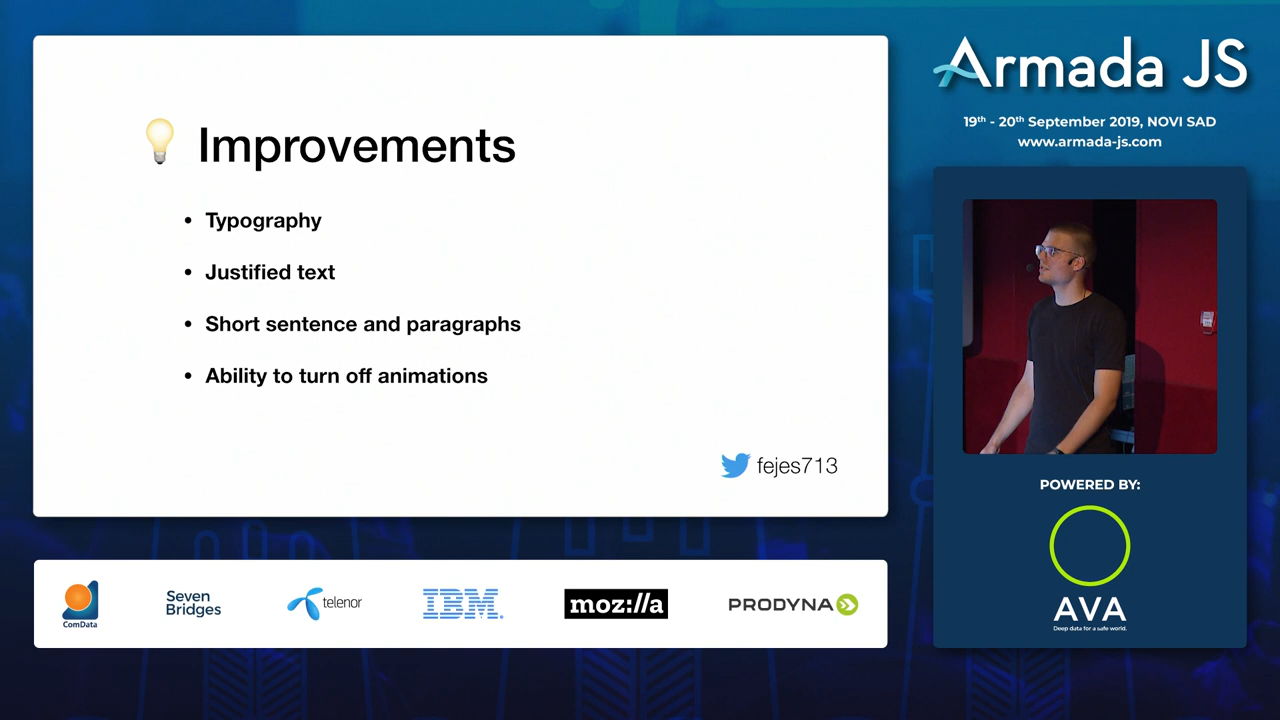 Improvements
• Typography
• Justified text
• Short sentence and paragraphs
• Ability to turn off animations
fejes713
Armada JS
19th - 20th September 2019, NOVI SAD
www.armada-js.com
POWERED BY:
AVA
Deep data for a safe world.
ComData
Seven
Bridges
telenor
IBM.
moz://a
PRODYNA